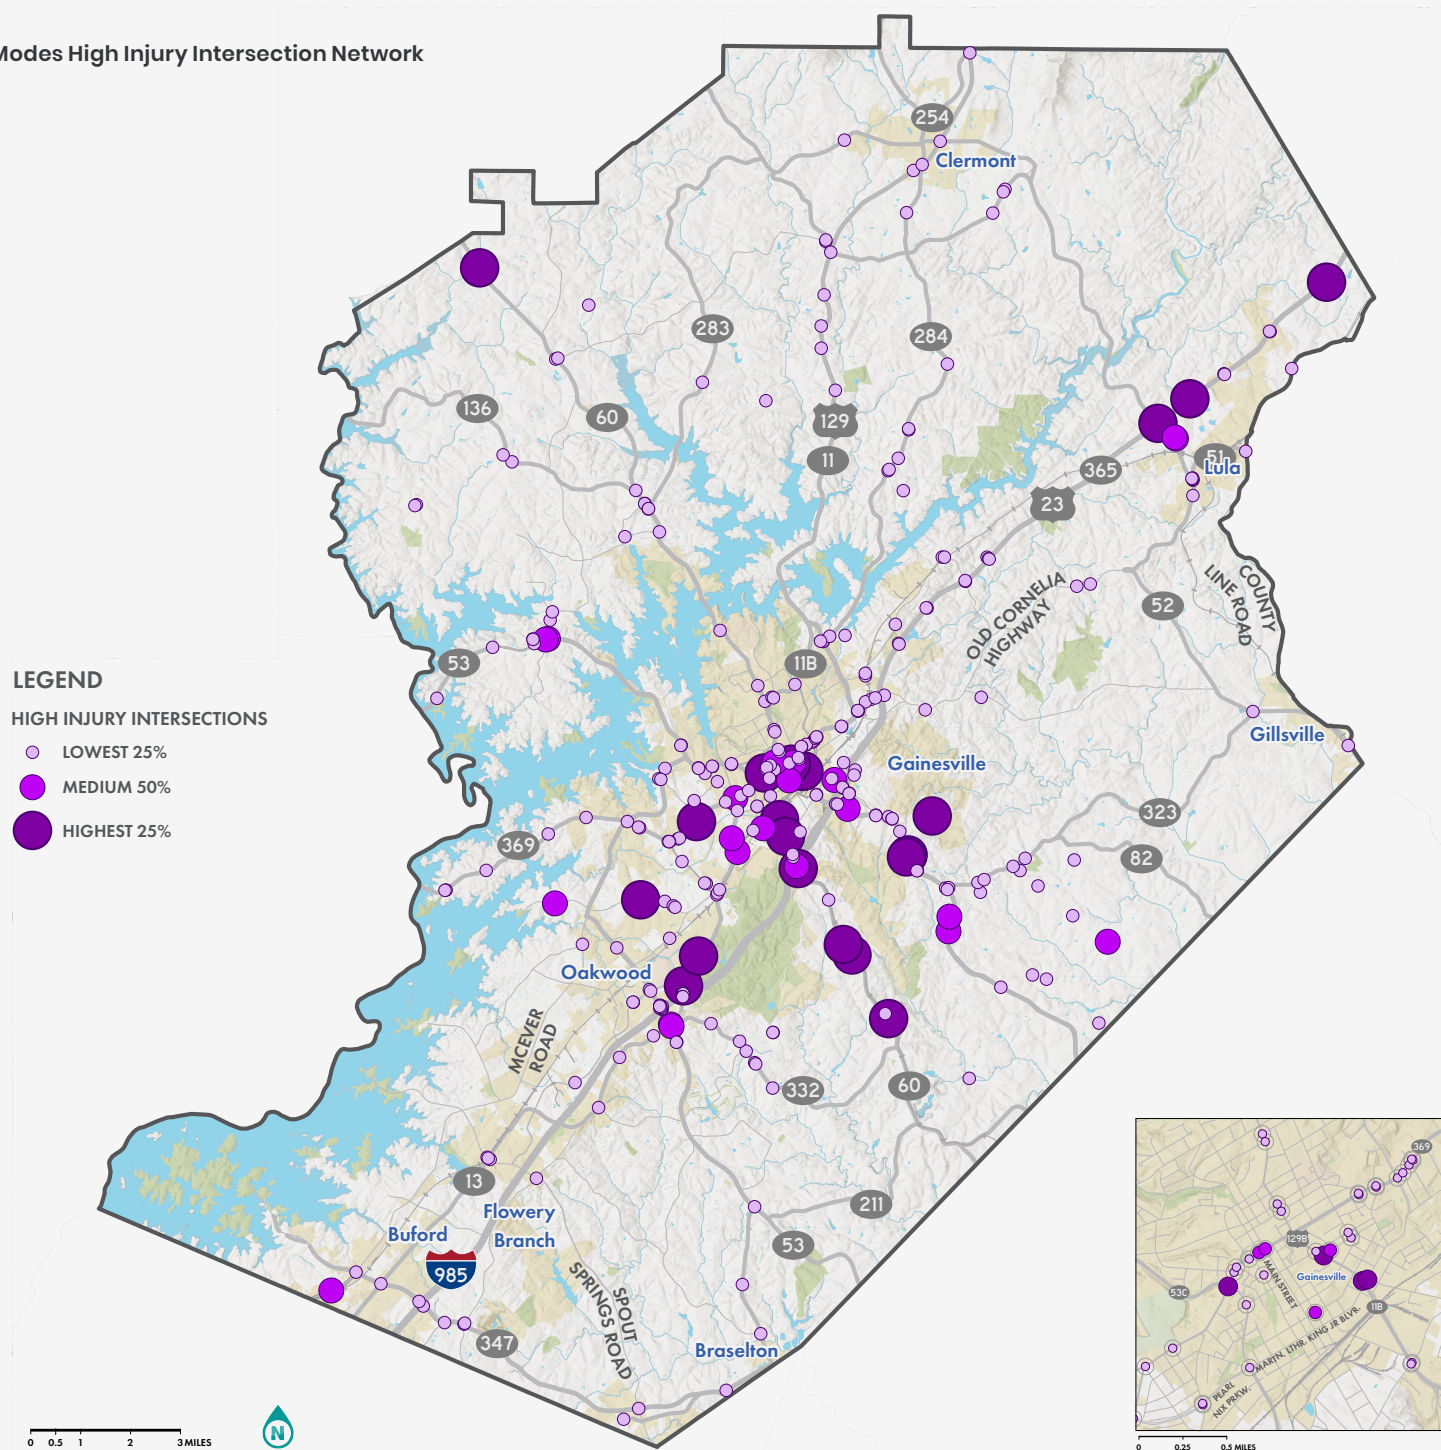 Modes High Injury Intersection Network
254
Clermont
283
284
136
60
129
11
51
Lula
365
23
OLD CORNELIA
HIGHWAY
COUNTY
LINE ROAD
52
53
11B
Gillsville
Gainesville
LEGEND
HIGH INJURY INTERSECTIONS
LOWEST 25%
MEDIUM 50%
HIGHEST 25%
323
82
369
Oakwood
MCEVER
ROAD
332
60
13
Flowery
Branch
Buford
985
211
53
SPOUT
SPRINGS ROAD
347
Braselton
369
129B
Gainesville
53C
MAIN STREET
11B
MARTN. LTHR. KING JR BLVR.
PEARL
NIX PRKW.
0 0.5 1 2 3 MILES
N
0 0.25 0.5 MILES